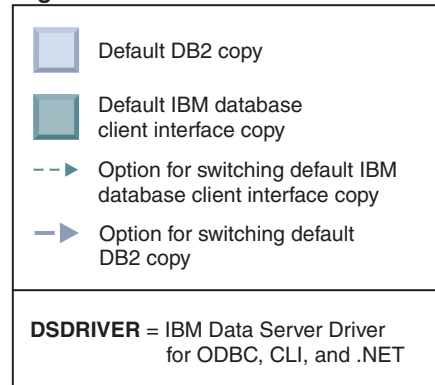 Default DB2 copy
Default IBM database
client interface copy
Option for switching default IBM
database client interface copy
Option for switching default
DB2 copy
DSDRIVER = IBM Data Server Driver
for ODBC, CLI, and .NET